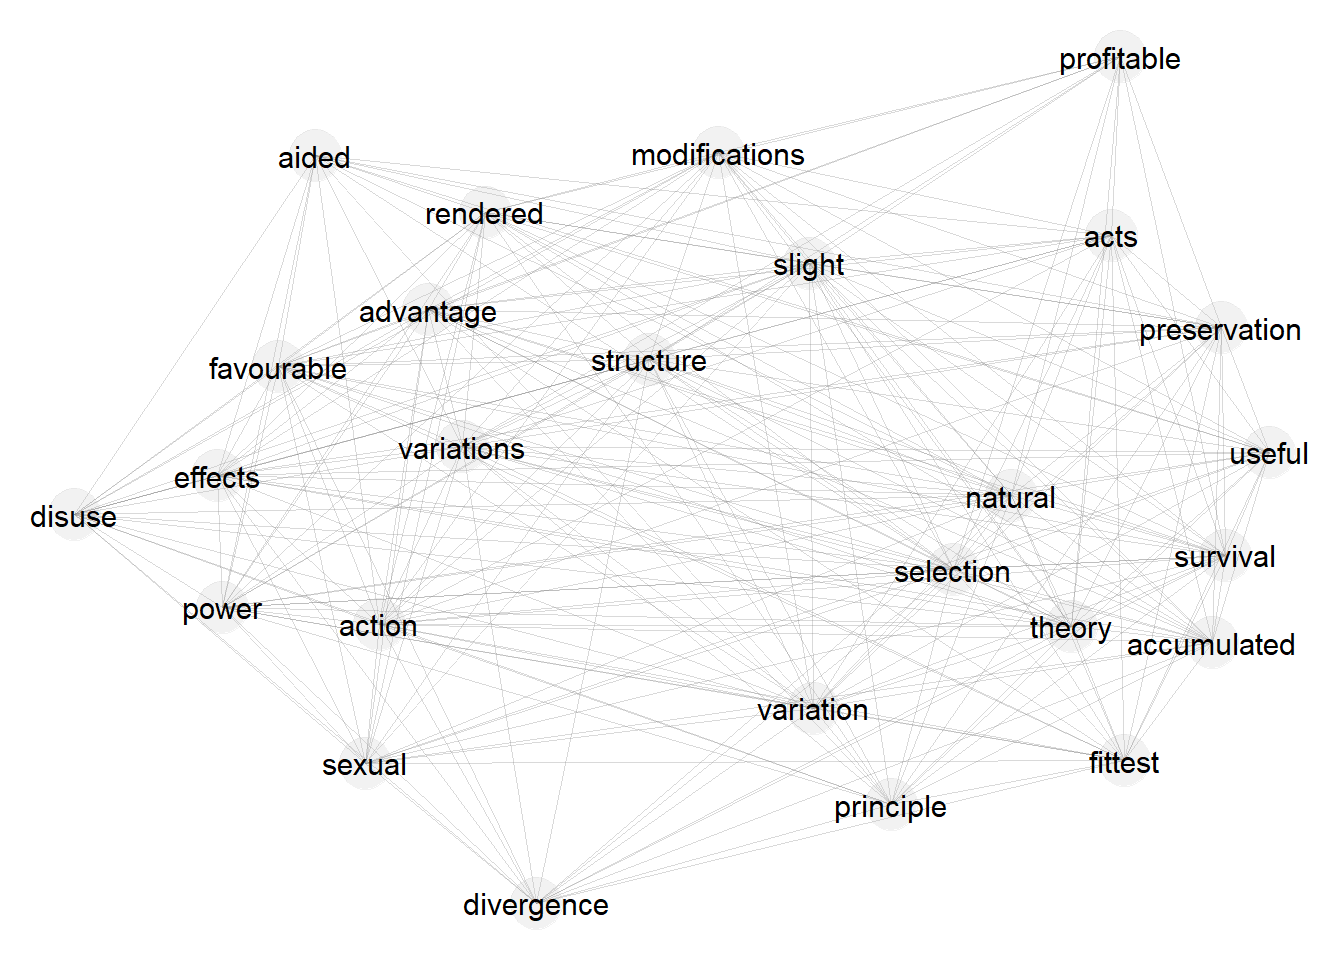 profitable
aided
modifications
rendered
acts
slight
advantage
preservation
favourable
structure
variations
useful
effects
natural
disuse
survival
selection
power
action
theory
accumulated
variation
sexual
fittest
principle
divergence